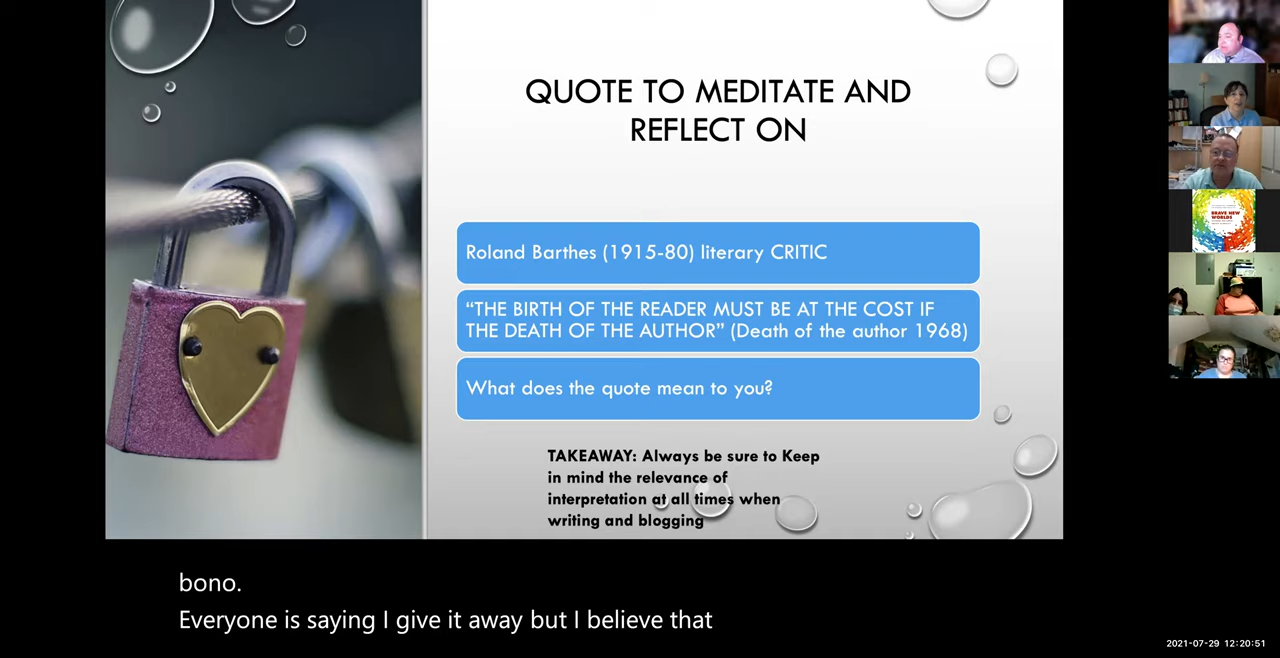 QUOTE TO MEDITATE AND
REFLECT ON
Roland Barthes (1915-80) literary CRITIC
“THE BIRTH OF THE READER MUST BE AT THE COST IF
THE DEATH OF THE AUTHOR” (Death of the author 1968)
What does the quote mean to you?
TAKEAWAY: Always be sure to Keep
in mind the relevance of
interpretation at all times when
writing and blogging
BRAVE NEW
WORLDS
bono.
Everyone is saying I give it away but I believe that
2021-07-29 12:20:51